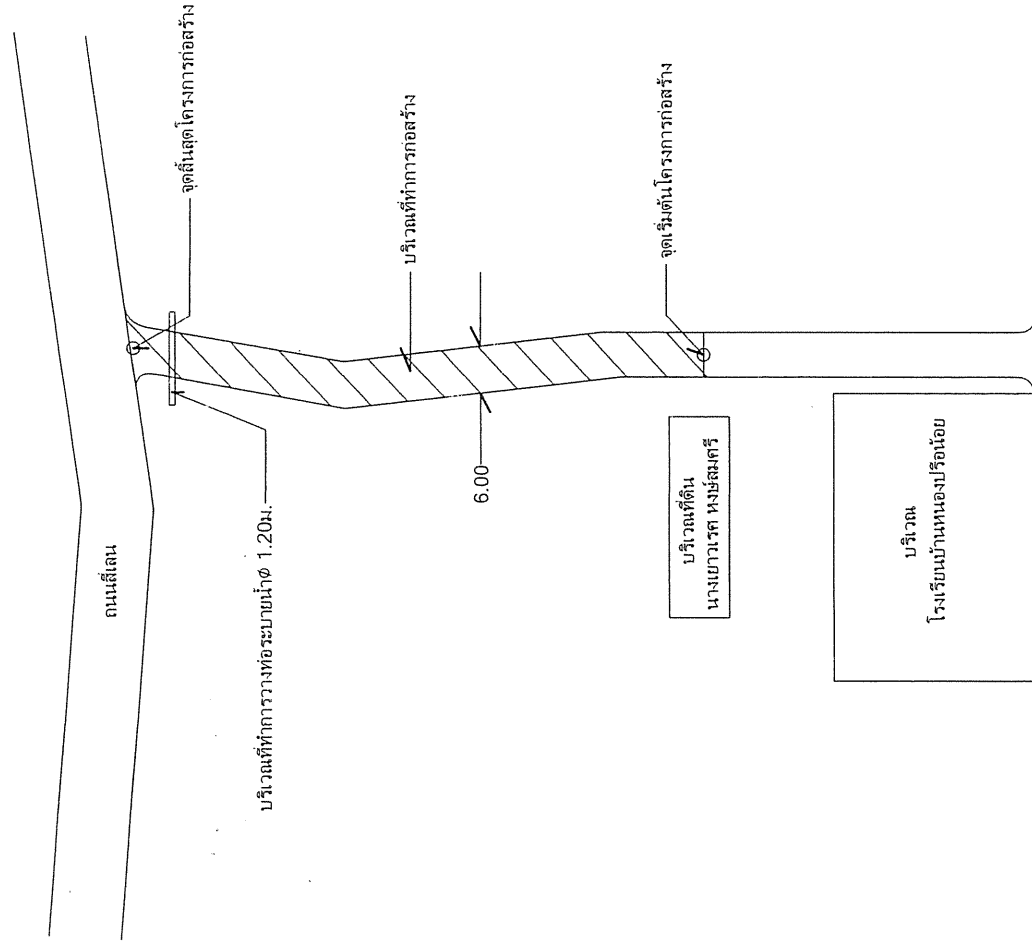 ถนนสี่เลน
จุดสิ้นสุดโครงการก่อสร้าง
บริเวณที่ทำการวางท่อระบายน้ำφ 1.20ม.
บริเวณที่ทำการก่อสร้าง
6.00
จุดเริ่มต้นโครงการก่อสร้าง
บริเวณที่ดิน
นางเยาวเรศ หงษ์สมศรี
บริเวณ
โรงเรียนบ้านหนองปรือน้อย